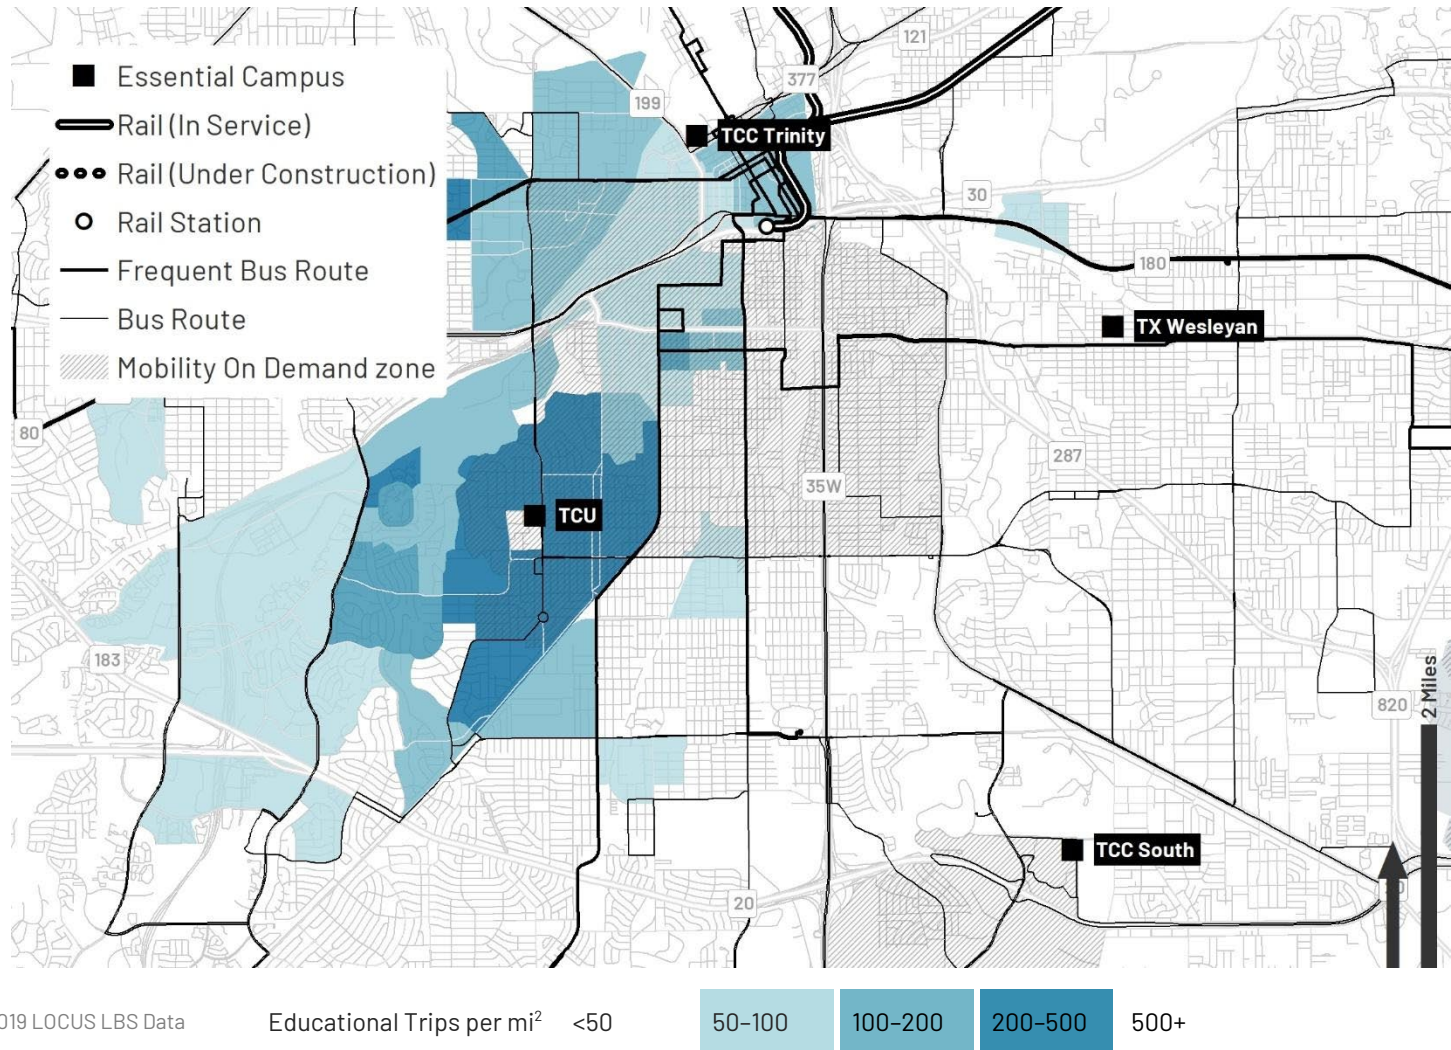 Essential Campus
Rail (In Service)
Rail (Under Construction)
Rail Station
Frequent Bus Route
Bus Route
Mobility On Demand zone
121
377
199
TCC Trinity
30
180
TX Wesleyan
80
287
35W
TCU
183
820
2 Miles
TCC South
20
019 LOCUS LBS Data
Educational Trips per mi²
<50
50–100
100–200
200–500
500+